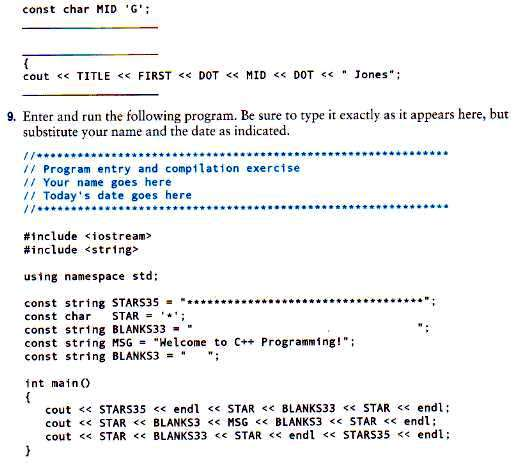 const char MID 'G';
{
cout << TITLE << FIRST << DOT << MID << DOT << " Jones";
9. Enter and run the following program. Be sure to type it exactly as it appears here, but
substitute your name and the date as indicated.
//*************************************************************
// Program entry and compilation exercise
// Your name goes here
// Today's date goes here
//*************************************************************
#include <iostream>
#include <string>
using namespace std;
const string STARS35 = "***********************************";
const char   STAR = '*';
const string BLANKS33 = "                                 ";
const string MSG = "Welcome to C++ Programming!";
const string BLANKS3 = "   ";
int main()
{
   cout << STARS35 << endl << STAR << BLANKS33 << STAR << endl;
   cout << STAR << BLANKS3 << MSG << BLANKS3 << STAR << endl;
   cout << STAR << BLANKS33 << STAR << endl << STARS35 << endl;
}